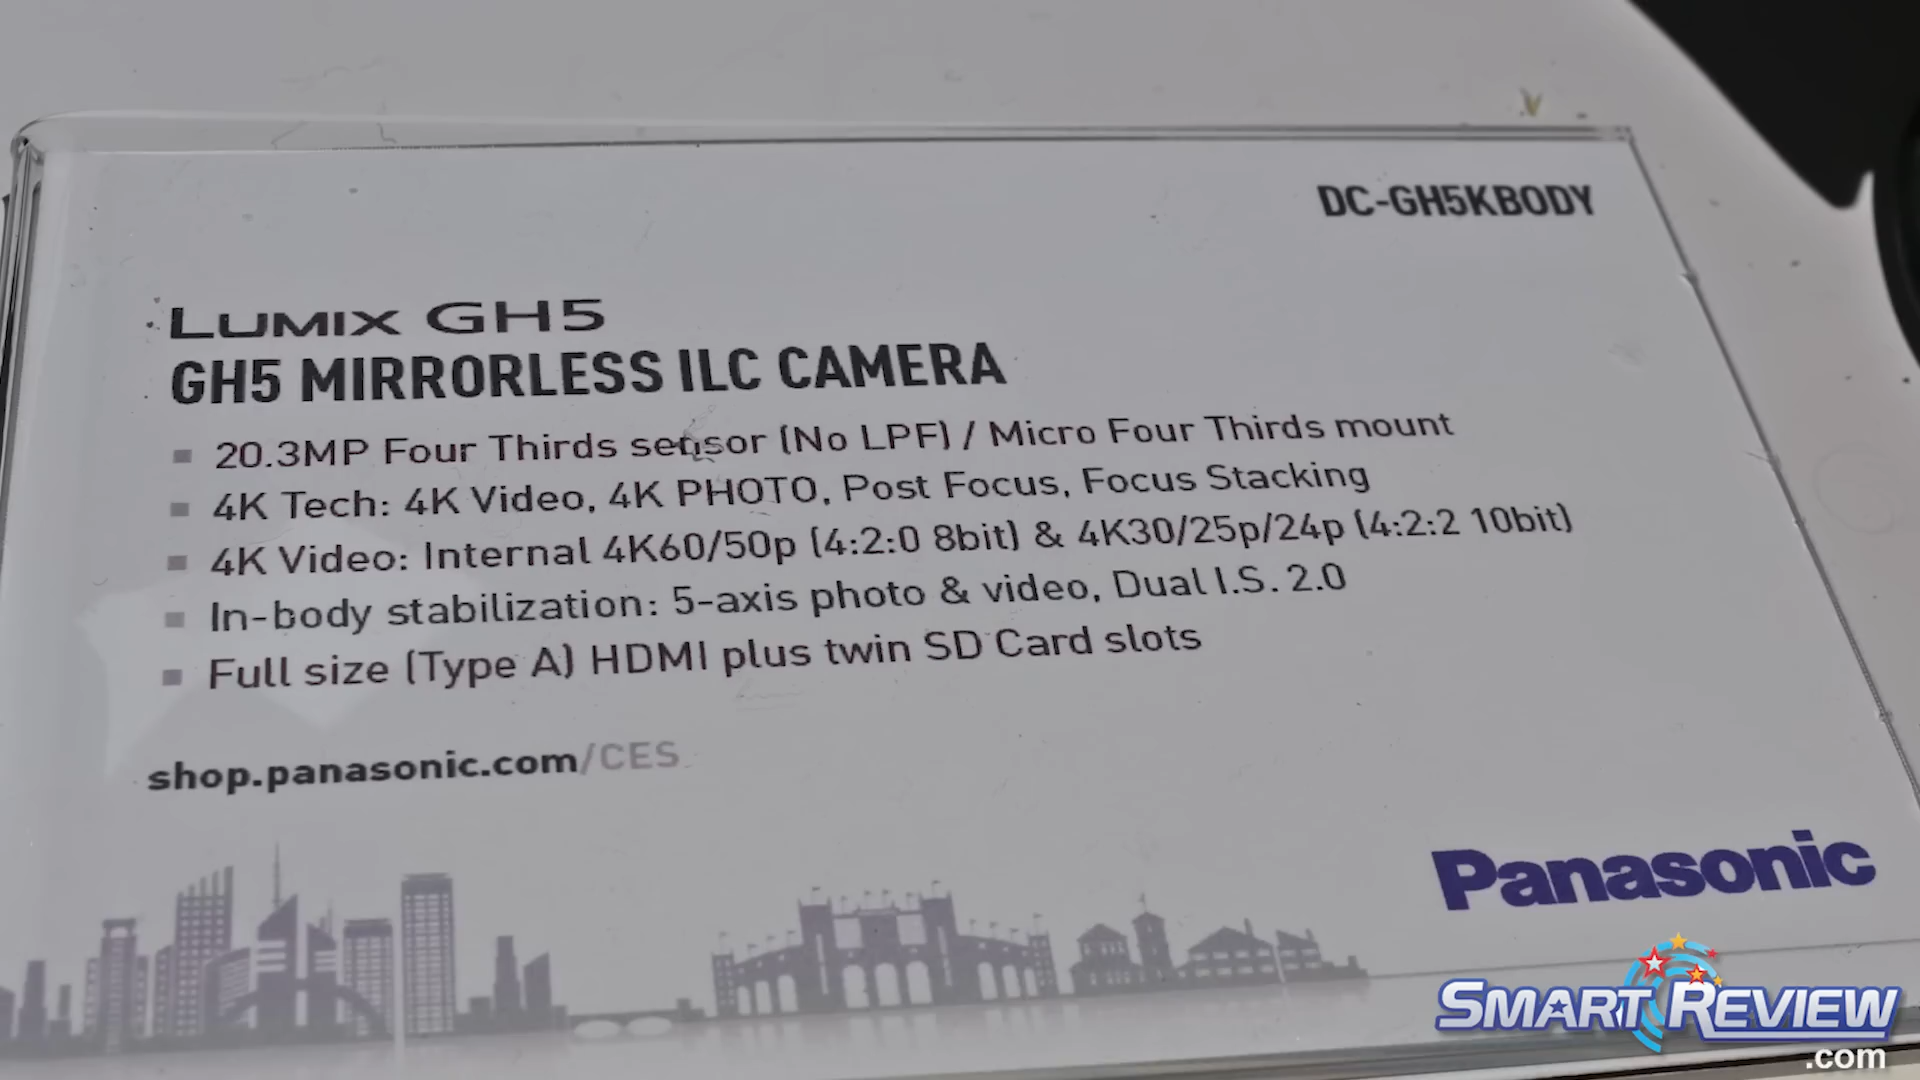 DC-GH5KBODY
LUMIX GH5
GH5 MIRRORLESS ILC CAMERA
20.3MP Four Thirds sensor (No LPF) / Micro Four Thirds mount
4K Tech: 4K Video, 4K PHOTO, Post Focus, Focus Stacking
4K Video: Internal 4K60/50p (4:2:0 8bit) & 4K30/25p/24p (4:2:2 10bit)
In-body stabilization: 5-axis photo & video, Dual I.S. 2.0
Full size (Type A) HDMI plus twin SD Card slots
shop.panasonic.com/CES
Panasonic
SMART REVIEW
.com